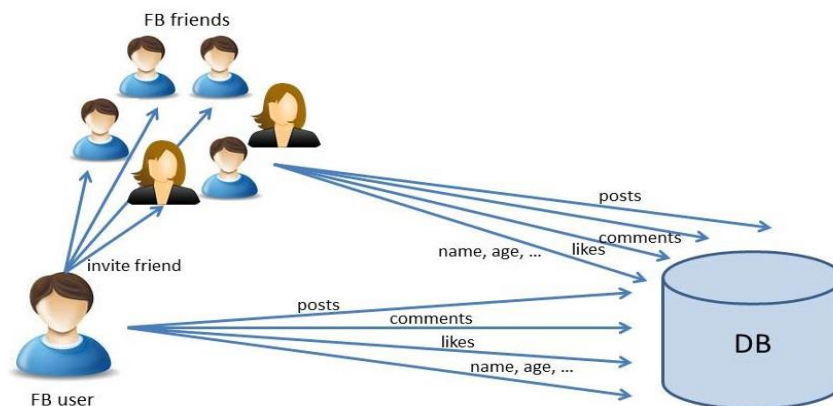 FB friends
posts
comments
likes
name, age, ...
invite friend
posts
comments
likes
name, age, ...
DB
FB user